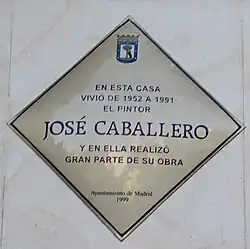 EN ESTA CASA
VIVIÓ DE 1952 A 1991
EL PINTOR
JOSÉ CABALLERO
Y EN ELLA REALIZÓ
GRAN PARTE DE SU OBRA
Ayuntamiento de Madrid
1999